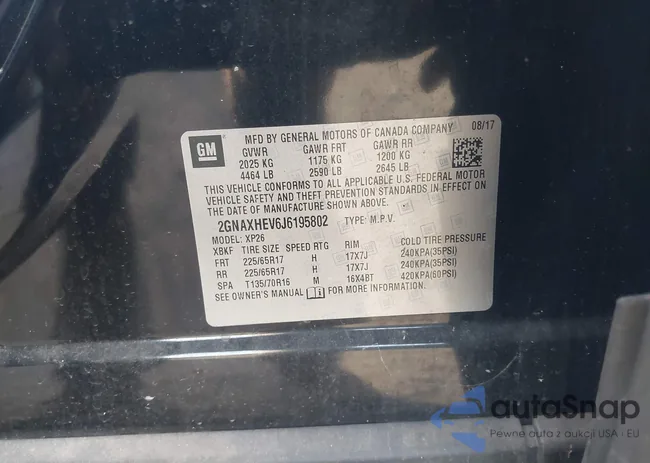 GM
MFD BY GENERAL MOTORS OF CANADA COMPANY 08/17
GVWR GAWR FRT GAWR RR
2025 KG 1175 KG 1200 KG
4464 LB 2590 LB 2645 LB
THIS VEHICLE CONFORMS TO ALL APPLICABLE U.S. FEDERAL MOTOR
VEHICLE SAFETY AND THEFT PREVENTION STANDARDS IN EFFECT ON
THE DATE OF MANUFACTURE SHOWN ABOVE.
2GNAXHEV6J6195802 TYPE: M.P.V.
MODEL: XP26
XBKF TIRE SIZE SPEED RTG RIM COLD TIRE PRESSURE
FRT 225/65R17 H 17X7J 240KPA(35PSI)
RR 225/65R17 H 17X7J 240KPA(35PSI)
SPA T135/70R16 M 16X4BT 420KPA(60PSI)
SEE OWNER'S MANUAL
autoSnap
Pewne auta z aukcji USA i EU